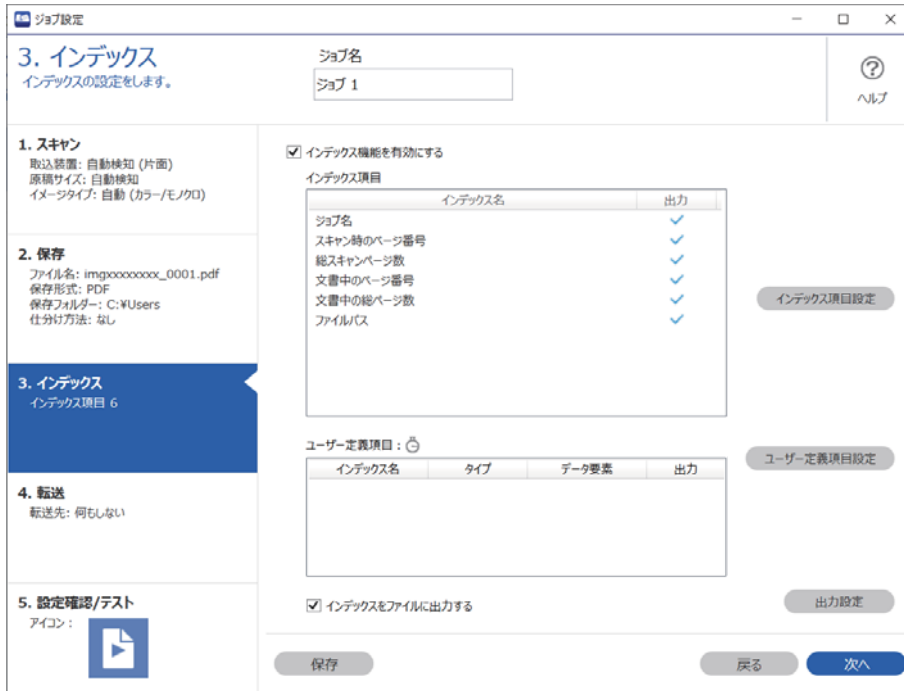 ジョブ設定
3. インデックス
インデックスの設定をします。
ジョブ名
ジョブ 1
ヘルプ
1. スキャン
取込装置: 自動検知 (片面)
原稿サイズ: 自動検知
イメージタイプ: 自動 (カラー/モノクロ)
2. 保存
ファイル名: imgxxxxxxxx_0001.pdf
保存形式: PDF
保存フォルダー: C:¥Users
仕分け方法: なし
3. インデックス
インデックス項目 6
4. 転送
転送先: 何もしない
5. 設定確認/テスト
アイコン :
インデックス機能を有効にする
インデックス項目
インデックス名 出力
ジョブ名
スキャン時のページ番号
総スキャンページ数
文書中のページ番号
文書中の総ページ数
ファイルパス
インデックス項目設定
ユーザー定義項目 :
インデックス名 タイプ データ要素 出力
ユーザー定義項目設定
インデックスをファイルに出力する
出力設定
保存 戻る 次へ